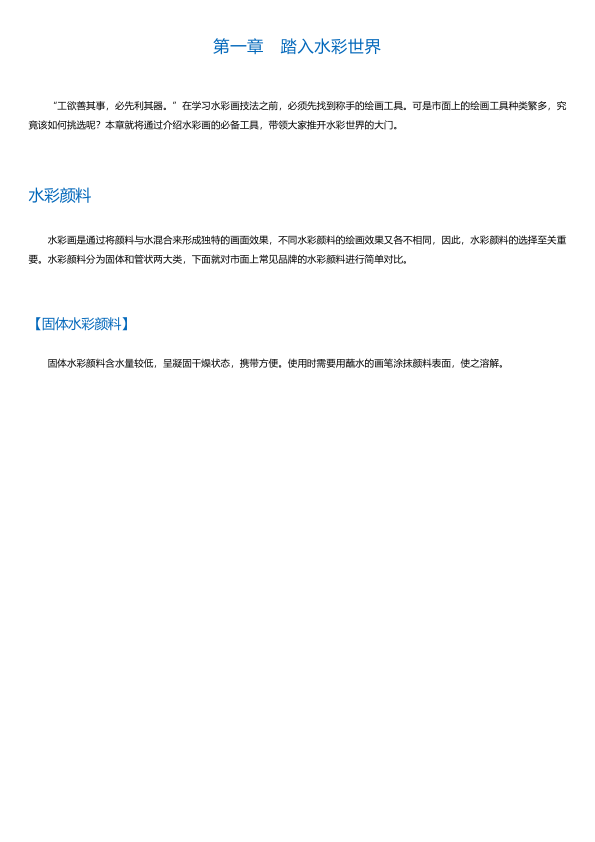 第一章　踏入水彩世界
“工欲善其事，必先利其器。”在学习水彩画技法之前，必须先找到称手的绘画工具。可是市面上的绘画工具种类繁多，究
竟该如何挑选呢？本章就将通过介绍水彩画的必备工具，带领大家推开水彩世界的大门。
水彩颜料
水彩画是通过将颜料与水混合来形成独特的画面效果，不同水彩颜料的绘画效果又各不相同，因此，水彩颜料的选择至关重
要。水彩颜料分为固体和管状两大类，下面就对市面上常见品牌的水彩颜料进行简单对比。
【固体水彩颜料】
固体水彩颜料含水量较低，呈凝固干燥状态，携带方便。使用时需要用蘸水的画笔涂抹颜料表面，使之溶解。